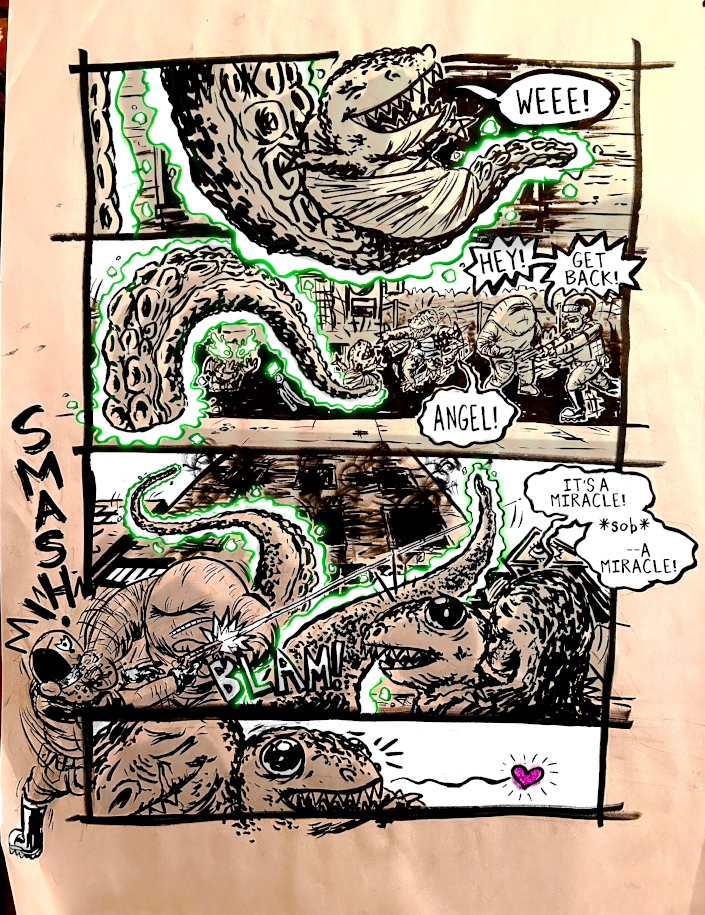 WEEE!
HEY!
GET
BACK!
ANGEL!
SMASH!
IT'S A
MIRACLE!
*sob*
--A
MIRACLE!
BLAM!